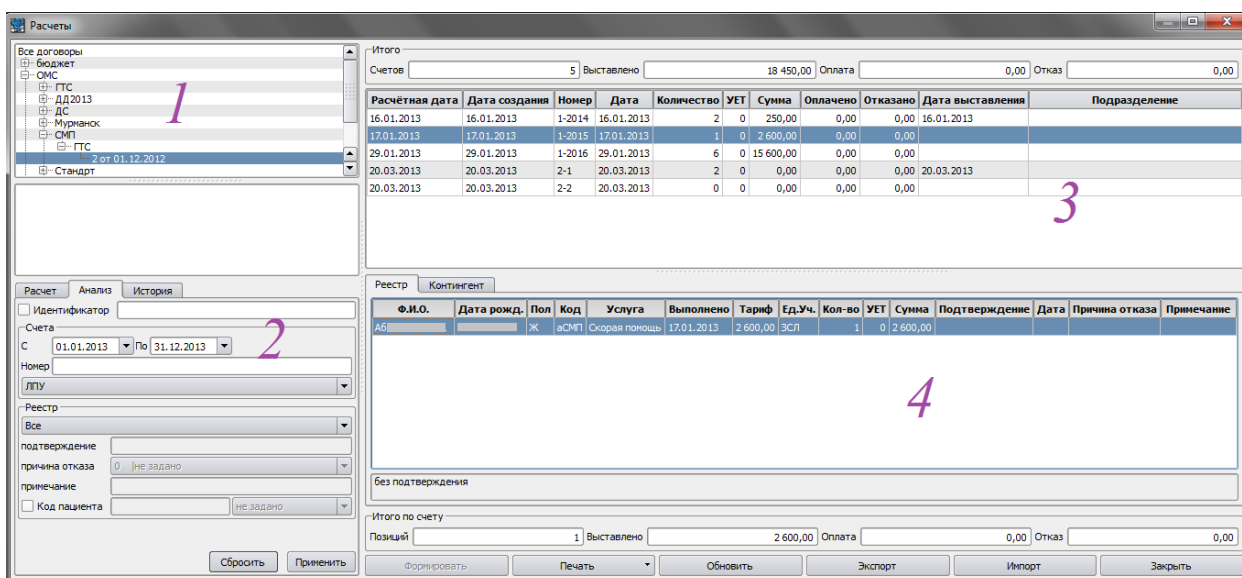 Расчеты
Все договоры
бюджет
ОМС
ГТС
ДД2013
ДС
Мурманск
СМП
ГТС
2 от 01.12.2012
Стандрт
1
Расчет Анализ История
Идентификатор
Счета
С 01.01.2013 По 31.12.2013
Номер
ЛПУ
Реестр
Все
подтверждение
причина отказа 0 |не задано
примечание
Код пациента не задано
2
Сбросить Применить
Итого
Счетов 5 Выставлено 18 450,00 Оплата 0,00 Отказ 0,00
Расчётная дата Дата создания Номер Дата Количество УЕТ Сумма Оплачено Отказано Дата выставления Подразделение
16.01.2013 16.01.2013 1-2014 16.01.2013 2 0 250,00 0,00 0,00 16.01.2013
17.01.2013 17.01.2013 1-2015 17.01.2013 1 0 2 600,00 0,00 0,00
29.01.2013 29.01.2013 1-2016 29.01.2013 6 0 15 600,00 0,00 0,00
20.03.2013 20.03.2013 2-1 20.03.2013 2 0 0,00 0,00 0,00 20.03.2013
20.03.2013 20.03.2013 2-2 20.03.2013 0 0 0,00 0,00 0,00
3
Реестр Контингент
Ф.И.О. Дата рожд. Пол Код Услуга Выполнено Тариф Ед.Уч. Кол-во УЕТ Сумма Подтверждение Дата Причина отказа Примечание
Аб Ж аСМП Скорая помощь 17.01.2013 2 600,00 ЗСЛ 1 0 2 600,00
4
без подтверждения
Итого по счету
Позиций 1 Выставлено 2 600,00 Оплата 0,00 Отказ 0,00
Формировать Печать Обновить Экспорт Импорт Закрыть